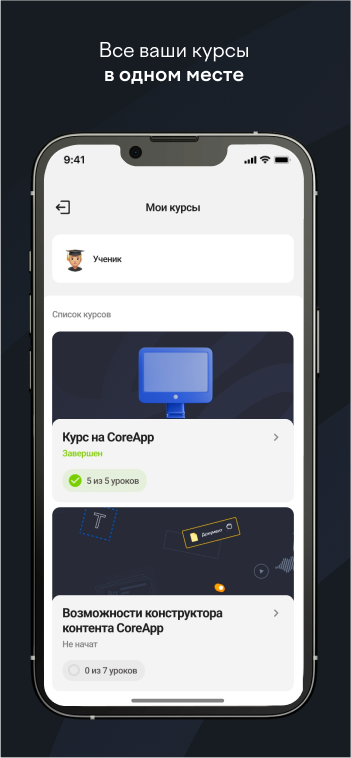 Все ваши курсы
в одном месте
9:41
Мои курсы
Ученик
Список курсов
Курс на CoreApp
Завершен
5 из 5 уроков
T
Документ
Возможности конструктора
контента CoreApp
Не начат
0 из 7 уроков